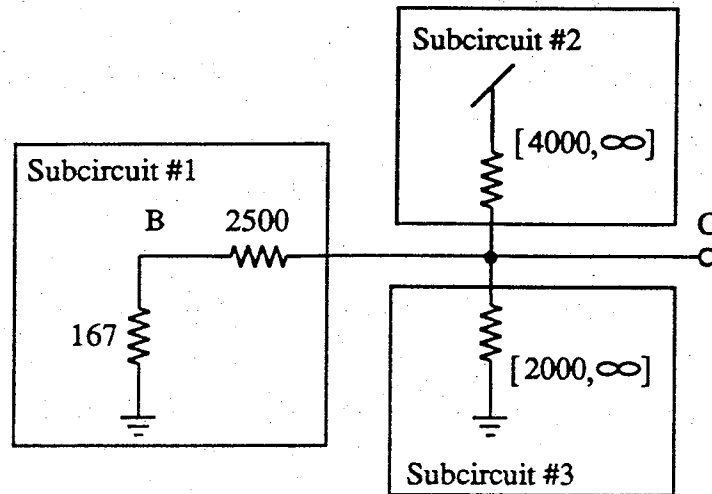 Subcircuit #2
[4000,∞]
Subcircuit #1
B
2500
C
167
[2000,∞]
Subcircuit #3